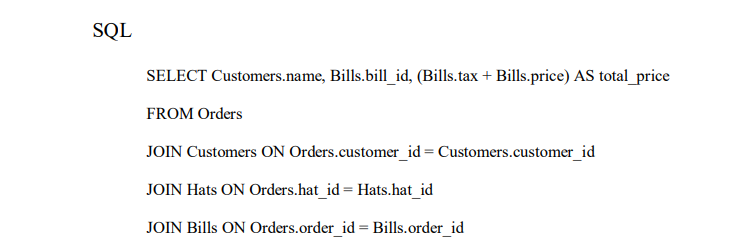 SQL
SELECT Customers.name, Bills.bill_id, (Bills.tax + Bills.price) AS total_price
FROM Orders
JOIN Customers ON Orders.customer_id = Customers.customer_id
JOIN Hats ON Orders.hat_id = Hats.hat_id
JOIN Bills ON Orders.order_id = Bills.order_id